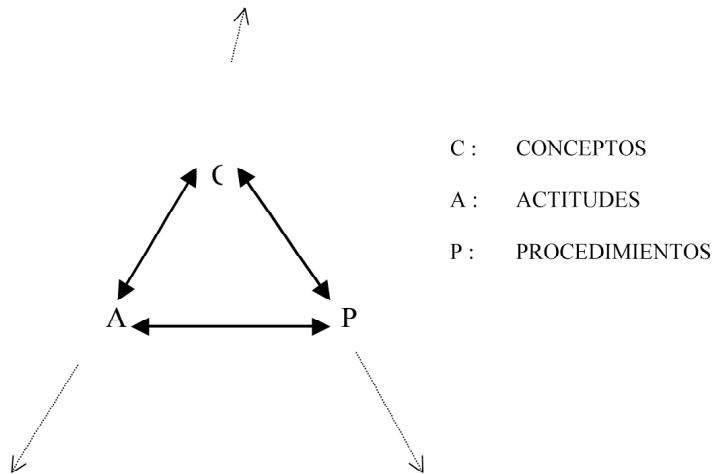 C
C : CONCEPTOS
A : ACTITUDES
P : PROCEDIMIENTOS
A
P